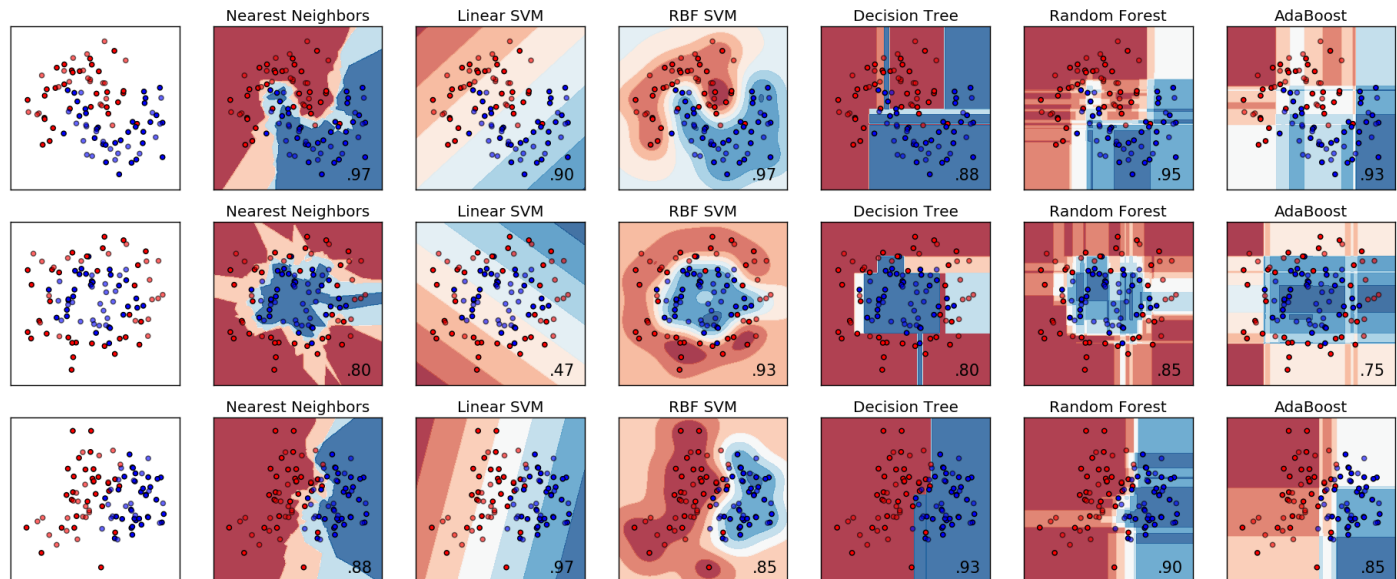 Nearest Neighbors Linear SVM RBF SVM Decision Tree Random Forest AdaBoost
.97 .90 .97 .88 .95 .93
Nearest Neighbors Linear SVM RBF SVM Decision Tree Random Forest AdaBoost
.80 .47 .93 .80 .85 .75
Nearest Neighbors Linear SVM RBF SVM Decision Tree Random Forest AdaBoost
.88 .97 .85 .93 .90 .85